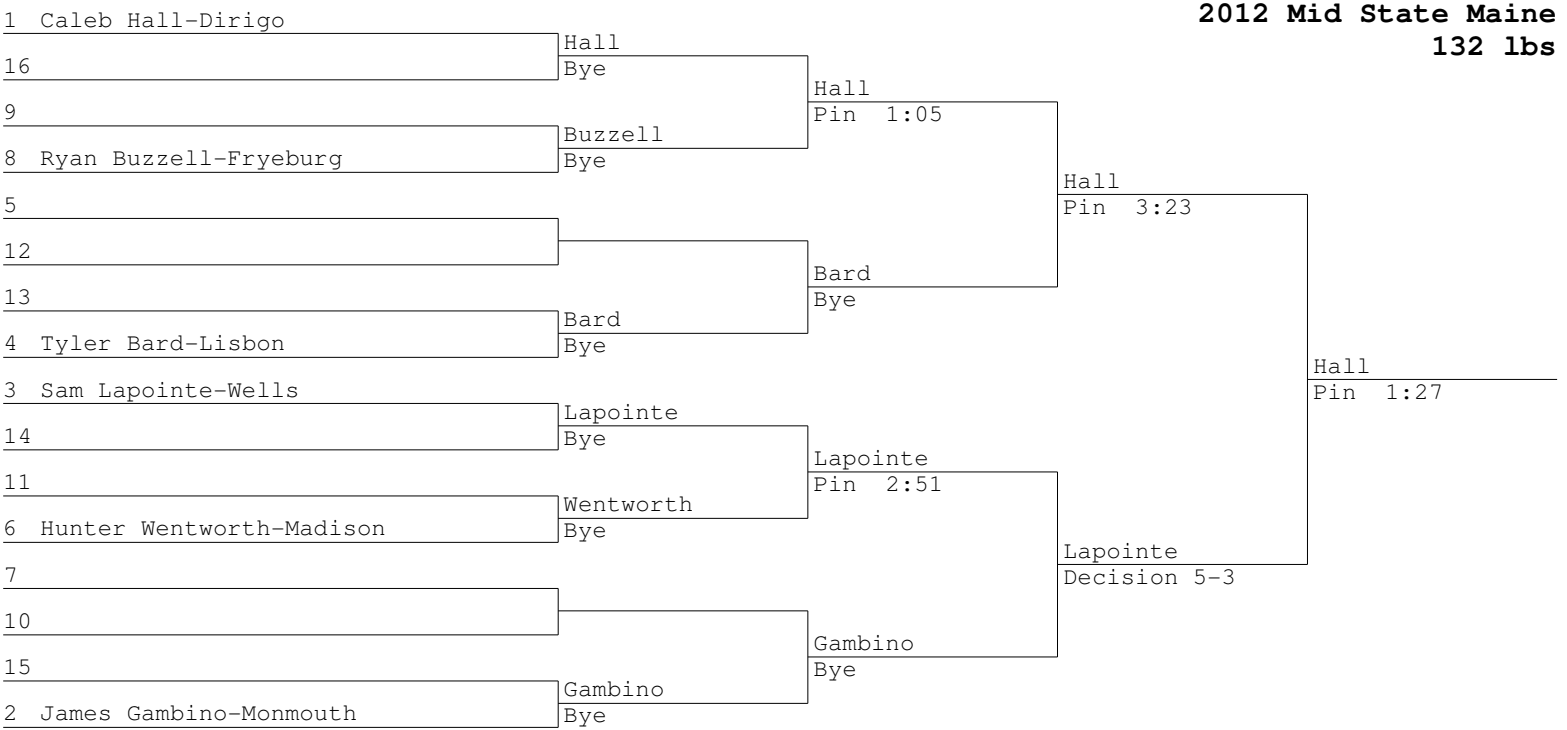 2012 Mid State Maine
132 lbs
1 Caleb Hall-Dirigo
16
9
8 Ryan Buzzell-Fryeburg
5
12
13
4 Tyler Bard-Lisbon
3 Sam Lapointe-Wells
14
11
6 Hunter Wentworth-Madison
7
10
15
2 James Gambino-Monmouth
Hall
Bye
Buzzell
Bye
Bard
Bye
Lapointe
Bye
Wentworth
Bye
Gambino
Bye
Hall
Pin 1:05
Bard
Bye
Lapointe
Pin 2:51
Gambino
Bye
Hall
Pin 3:23
Lapointe
Decision 5-3
Hall
Pin 1:27